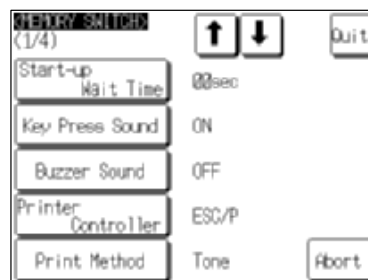 <MEMORY SWITCH>
(1/4)
Quit
Start-up
Wait Time
00sec
Key Press Sound
ON
Buzzer Sound
OFF
Printer
Controller
ESC/P
Print Method
Tone
Abort